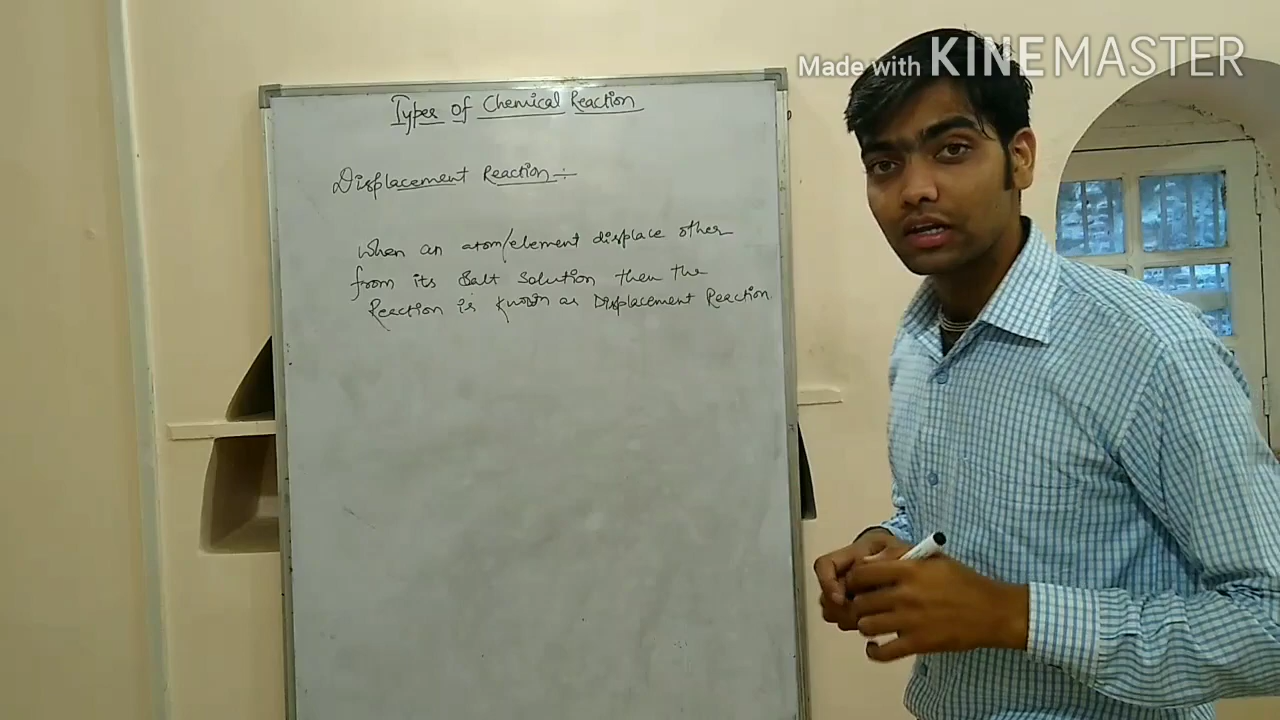 Made with KINEMASTER
Types of Chemical Reaction
Displacement Reaction :-
When an atom/element displace other
from its Salt Solution then the
Reaction is known as Displacement Reaction.